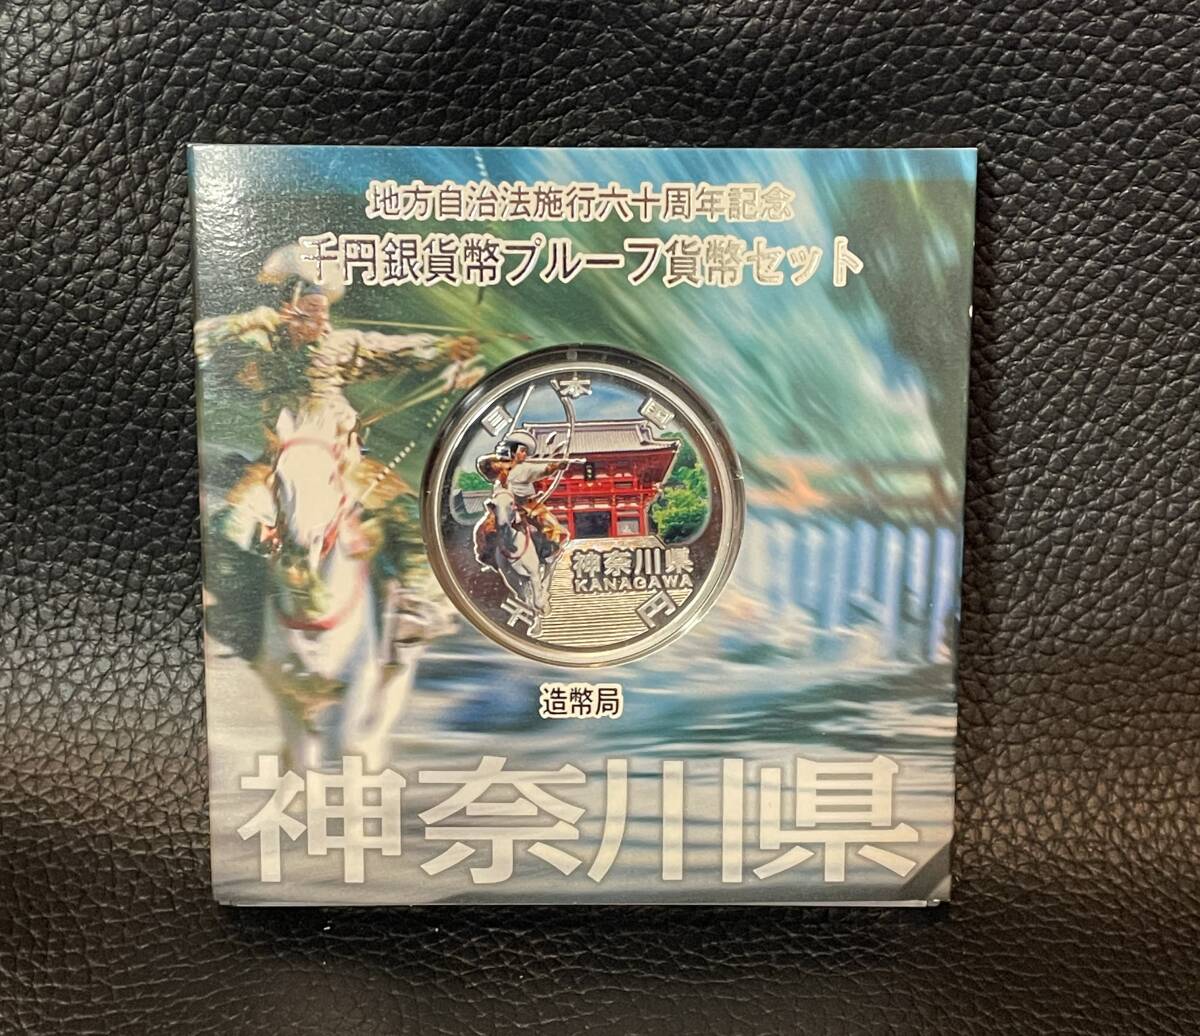 地方自治法施行六十周年記念
千円銀貨幣プルーフ貨幣セット
日本国
神奈川県
KANAGAWA
千円
造幣局
神奈川県